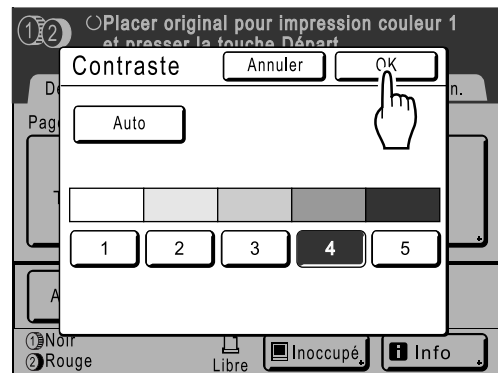 ①② Placer original pour impression couleur 1
et presser la touche Départ
Contraste
Annuler
OK
n.
Auto
1
2
3
4
5
①Noir
②Rouge
Libre
Inoccupé
Info